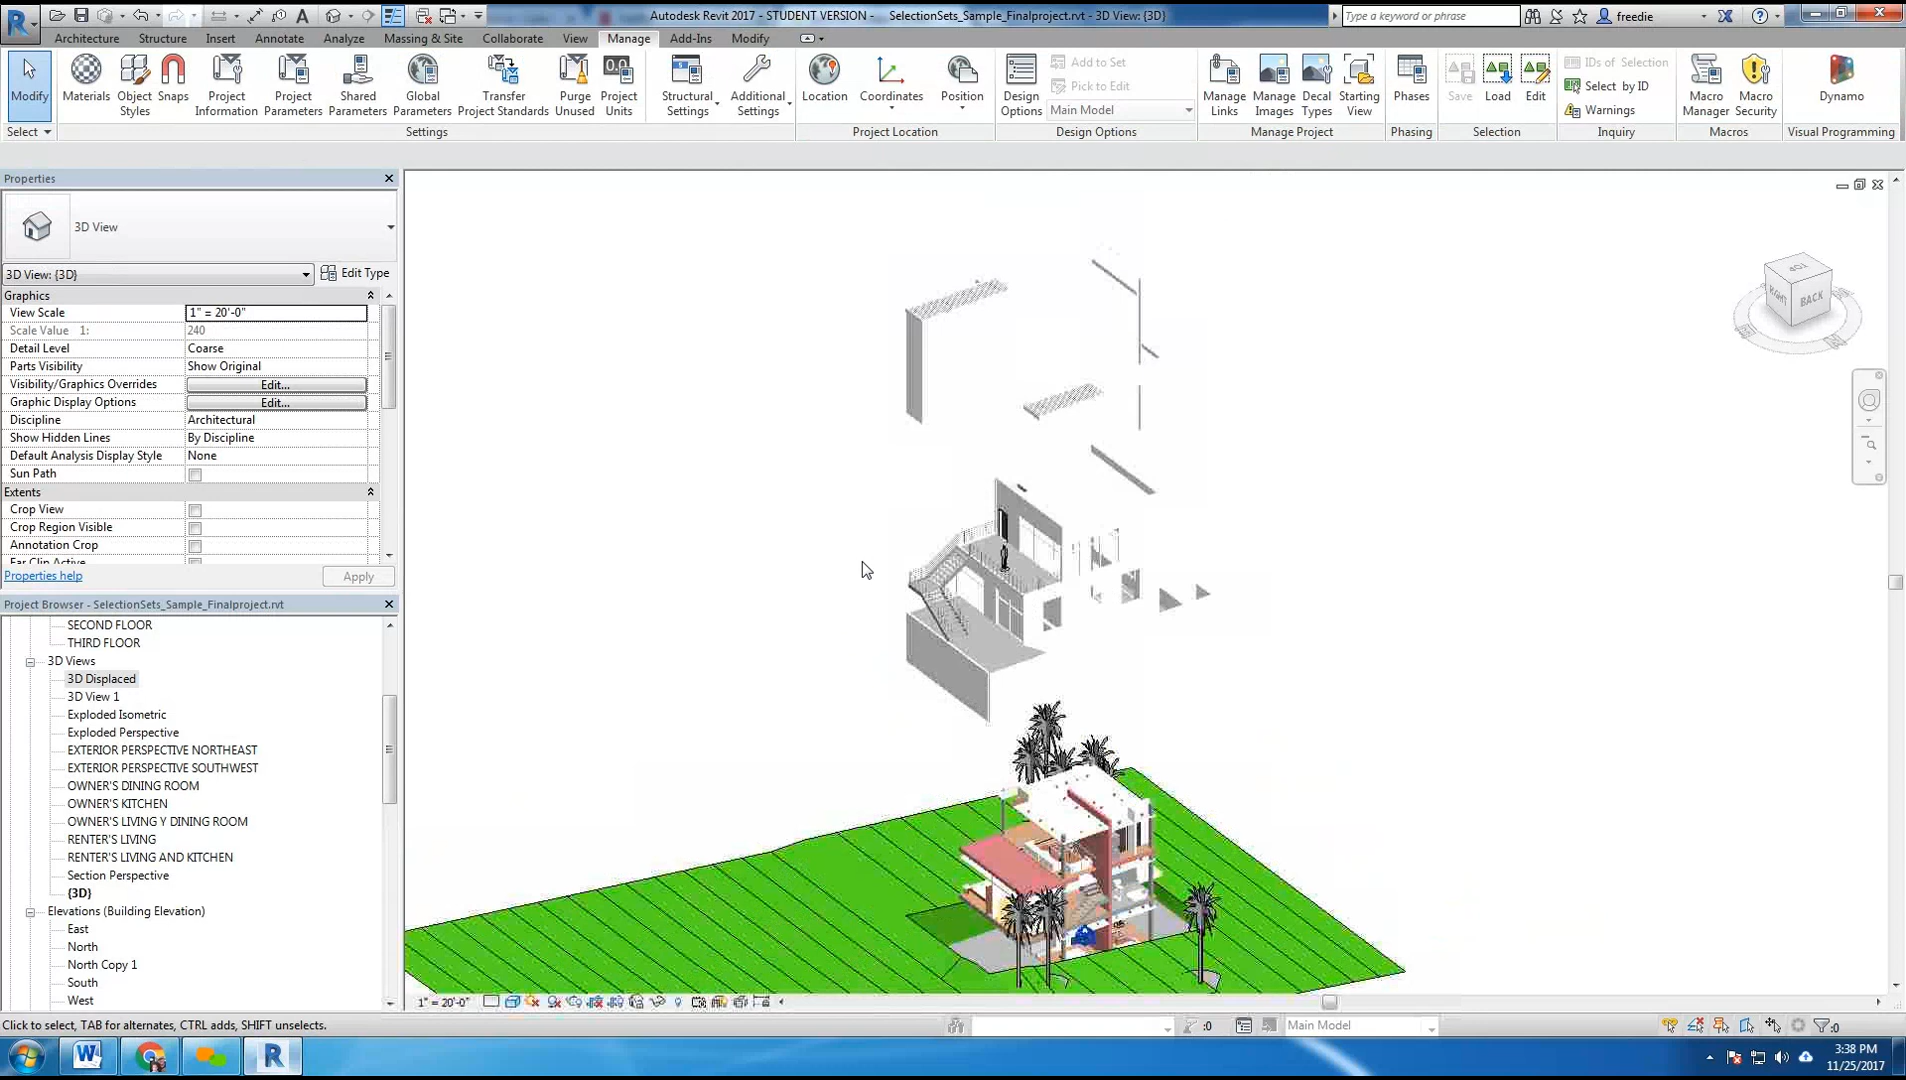 Autodesk Revit 2017 - STUDENT VERSION - SelectionSets_Sample_Finalproject.rvt - 3D View: {3D}
Type a keyword or phrase
freedie
Architecture Structure Insert Annotate Analyze Massing & Site Collaborate View Manage Add-Ins Modify
Modify
Materials
Object Styles
Snaps
Project Information
Project Parameters
Shared Parameters
Global Parameters
Transfer Project Standards
Purge Unused
Project Units
Structural Settings
Additional Settings
Location
Coordinates
Position
Design Options
Add to Set
Pick to Edit
Main Model
Manage Links
Manage Images
Decal Types
Starting View
Phases
Save
Load
Edit
IDs of Selection
Select by ID
Warnings
Macro Manager
Macro Security
Dynamo
Select
Settings
Project Location
Design Options
Manage Project
Phasing
Selection
Inquiry
Macros
Visual Programming
Properties
3D View
3D View: {3D}
Edit Type
Graphics
View Scale 1" = 20'-0"
Scale Value 1: 240
Detail Level Coarse
Parts Visibility Show Original
Visibility/Graphics Overrides Edit...
Graphic Display Options Edit...
Discipline Architectural
Show Hidden Lines By Discipline
Default Analysis Display Style None
Sun Path
Extents
Crop View
Crop Region Visible
Annotation Crop
Far Clip Active
Properties help
Apply
Project Browser - SelectionSets_Sample_Finalproject.rvt
SECOND FLOOR
THIRD FLOOR
3D Views
3D Displaced
3D View 1
Exploded Isometric
Exploded Perspective
EXTERIOR PERSPECTIVE NORTHEAST
EXTERIOR PERSPECTIVE SOUTHWEST
OWNER'S DINING ROOM
OWNER'S KITCHEN
OWNER'S LIVING Y DINING ROOM
RENTER'S LIVING
RENTER'S LIVING AND KITCHEN
Section Perspective
{3D}
Elevations (Building Elevation)
East
North
North Copy 1
South
West
TOP
RIGHT
BACK
1" = 20'-0"
Click to select, TAB for alternates, CTRL adds, SHIFT unselects.
:0
Main Model
:0
3:38 PM
11/25/2017